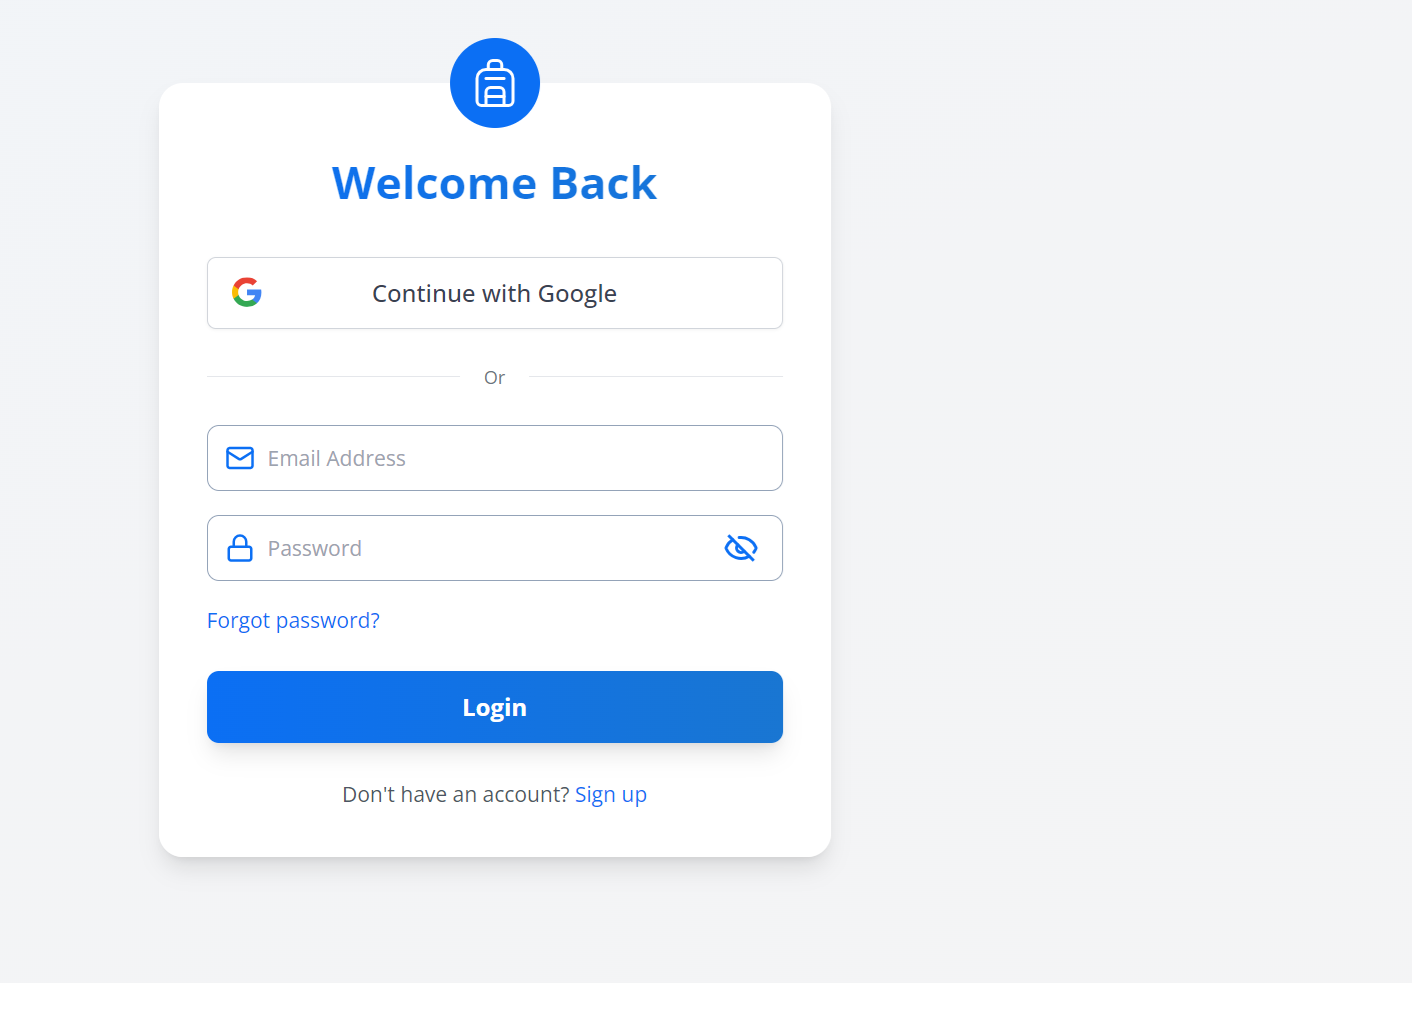 Welcome Back
Continue with Google
Or
Email Address
Password
Forgot password?
Login
Don't have an account? Sign up